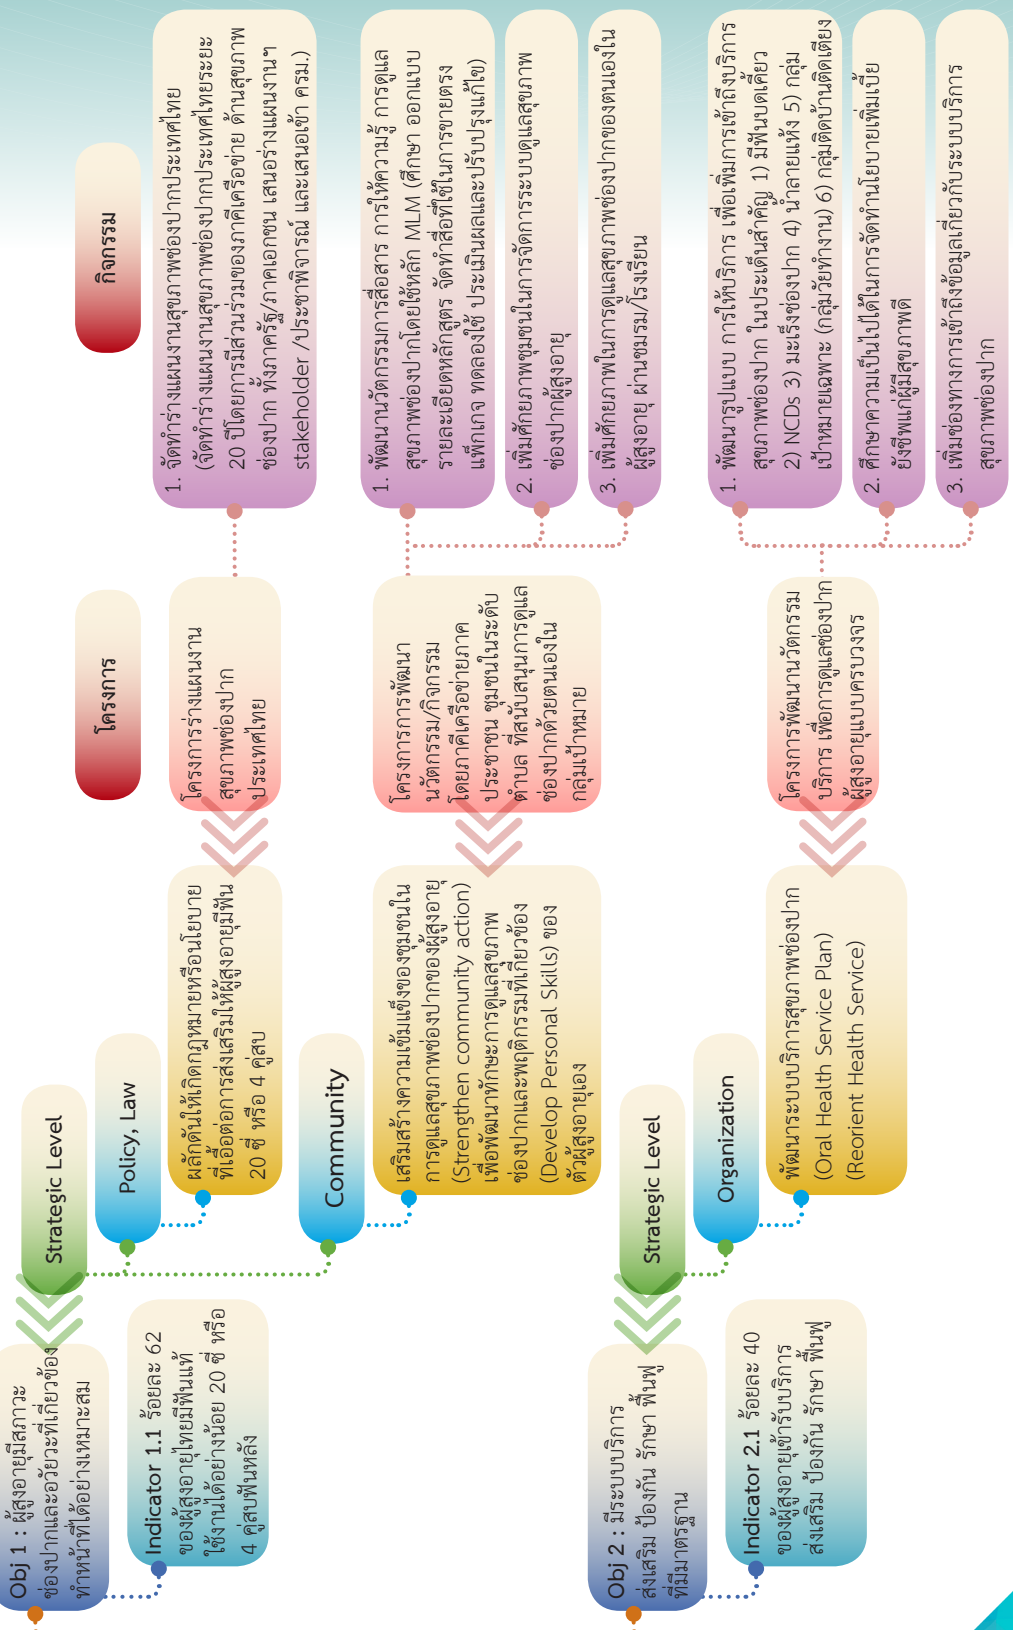 Obj 1 : ผู้สูงอายุมีสภาวะ
ช่องปากและอวัยวะที่เกี่ยวข้อง
ทำหน้าที่ได้อย่างเหมาะสม
Indicator 1.1 ร้อยละ 62
ของผู้สูงอายุไทยมีฟันแท้
ใช้งานได้อย่างน้อย 20 ซี่ หรือ
4 คู่สบฟันหลัง
Strategic Level
Policy, Law
ผลักดันให้เกิดกฎหมายหรือนโยบาย
ที่เอื้อต่อการส่งเสริมให้ผู้สูงอายุมีฟัน
20 ซี่ หรือ 4 คู่สบ
Community
เสริมสร้างความเข้มแข็งของชุมชนใน
การดูแลสุขภาพช่องปากของผู้สูงอายุ
(Strengthen community action)
เพื่อพัฒนาทักษะการดูแลสุขภาพ
ช่องปากและพฤติกรรมที่เกี่ยวข้อง
(Develop Personal Skills) ของ
ตัวผู้สูงอายุเอง
โครงการ
โครงการร่างแผนงาน
สุขภาพช่องปาก
ประเทศไทย
โครงการการพัฒนา
นวัตกรรม/กิจกรรม
โดยภาคีเครือข่ายภาค
ประชาชน ชุมชนในระดับ
ตำบล ที่สนับสนุนการดูแล
ช่องปากด้วยตนเองใน
กลุ่มเป้าหมาย
กิจกรรม
1. จัดทำร่างแผนงานสุขภาพช่องปากประเทศไทย
(จัดทำร่างแผนงานสุขภาพช่องปากประเทศไทยระยะ
20 ปีโดยการมีส่วนร่วมของภาคีเครือข่าย ด้านสุขภาพ
ช่องปาก ทั้งภาครัฐ/ภาคเอกชน เสนอร่างแผนงานฯ
stakeholder /ประชาพิจารณ์ และเสนอเข้า ครม.)
1. พัฒนานวัตกรรมการสื่อสาร การให้ความรู้ การดูแล
สุขภาพช่องปากโดยใช้หลัก MLM (ศึกษา ออกแบบ
รายละเอียดหลักสูตร จัดทำสื่อที่ใช้ในการขายตรง
แพ็กเกจ ทดลองใช้ ประเมินผลและปรับปรุงแก้ไข)
2. เพิ่มศักยภาพชุมชนในการจัดการระบบดูแลสุขภาพ
ช่องปากผู้สูงอายุ
3. เพิ่มศักยภาพในการดูแลสุขภาพช่องปากของตนเองใน
ผู้สูงอายุ ผ่านชมรม/โรงเรียน
Obj 2 : มีระบบบริการ
ส่งเสริม ป้องกัน รักษา ฟื้นฟู
ที่มีมาตรฐาน
Indicator 2.1 ร้อยละ 40
ของผู้สูงอายุเข้ารับบริการ
ส่งเสริม ป้องกัน รักษา ฟื้นฟู
Strategic Level
Organization
พัฒนาระบบบริการสุขภาพช่องปาก
(Oral Health Service Plan)
(Reorient Health Service)
โครงการพัฒนานวัตกรรม
บริการ เพื่อการดูแลช่องปาก
ผู้สูงอายุแบบครบวงจร
1. พัฒนารูปแบบ การให้บริการ เพื่อเพิ่มการเข้าถึงบริการ
สุขภาพช่องปาก ในประเด็นสำคัญ 1) มีฟันบดเคี้ยว
2) NCDs 3) มะเร็งช่องปาก 4) น้ำลายแห้ง 5) กลุ่ม
เป้าหมายเฉพาะ (กลุ่มวัยทำงาน) 6) กลุ่มติดบ้านติดเตียง
2. ศึกษาความเป็นไปได้ในการจัดทำนโยบายเพิ่มเบี้ย
ยังชีพแก่ผู้มีสุขภาพดี
3. เพิ่มช่องทางการเข้าถึงข้อมูลเกี่ยวกับระบบบริการ
สุขภาพช่องปาก